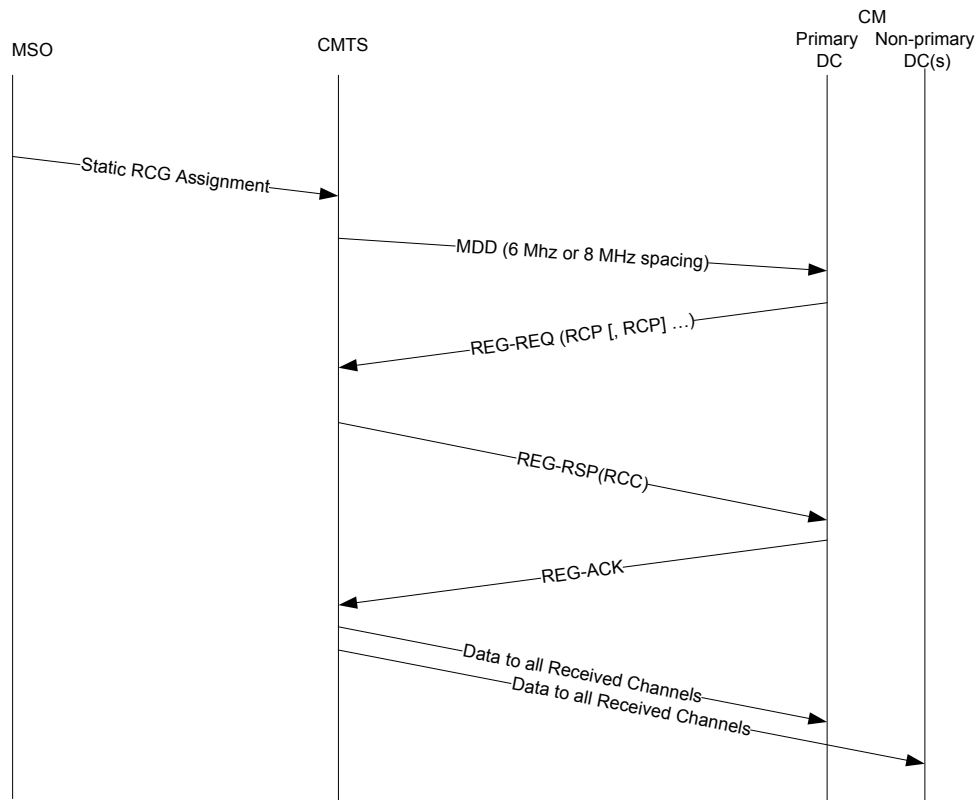 CM
MSO
CMTS
Primary
DC
Non-primary
DC(s)
Static RCG Assignment
MDD (6 Mhz or 8 MHz spacing)
REG-REQ (RCP [, RCP] …)
REG-RSP(RCC)
REG-ACK
Data to all Received Channels
Data to all Received Channels